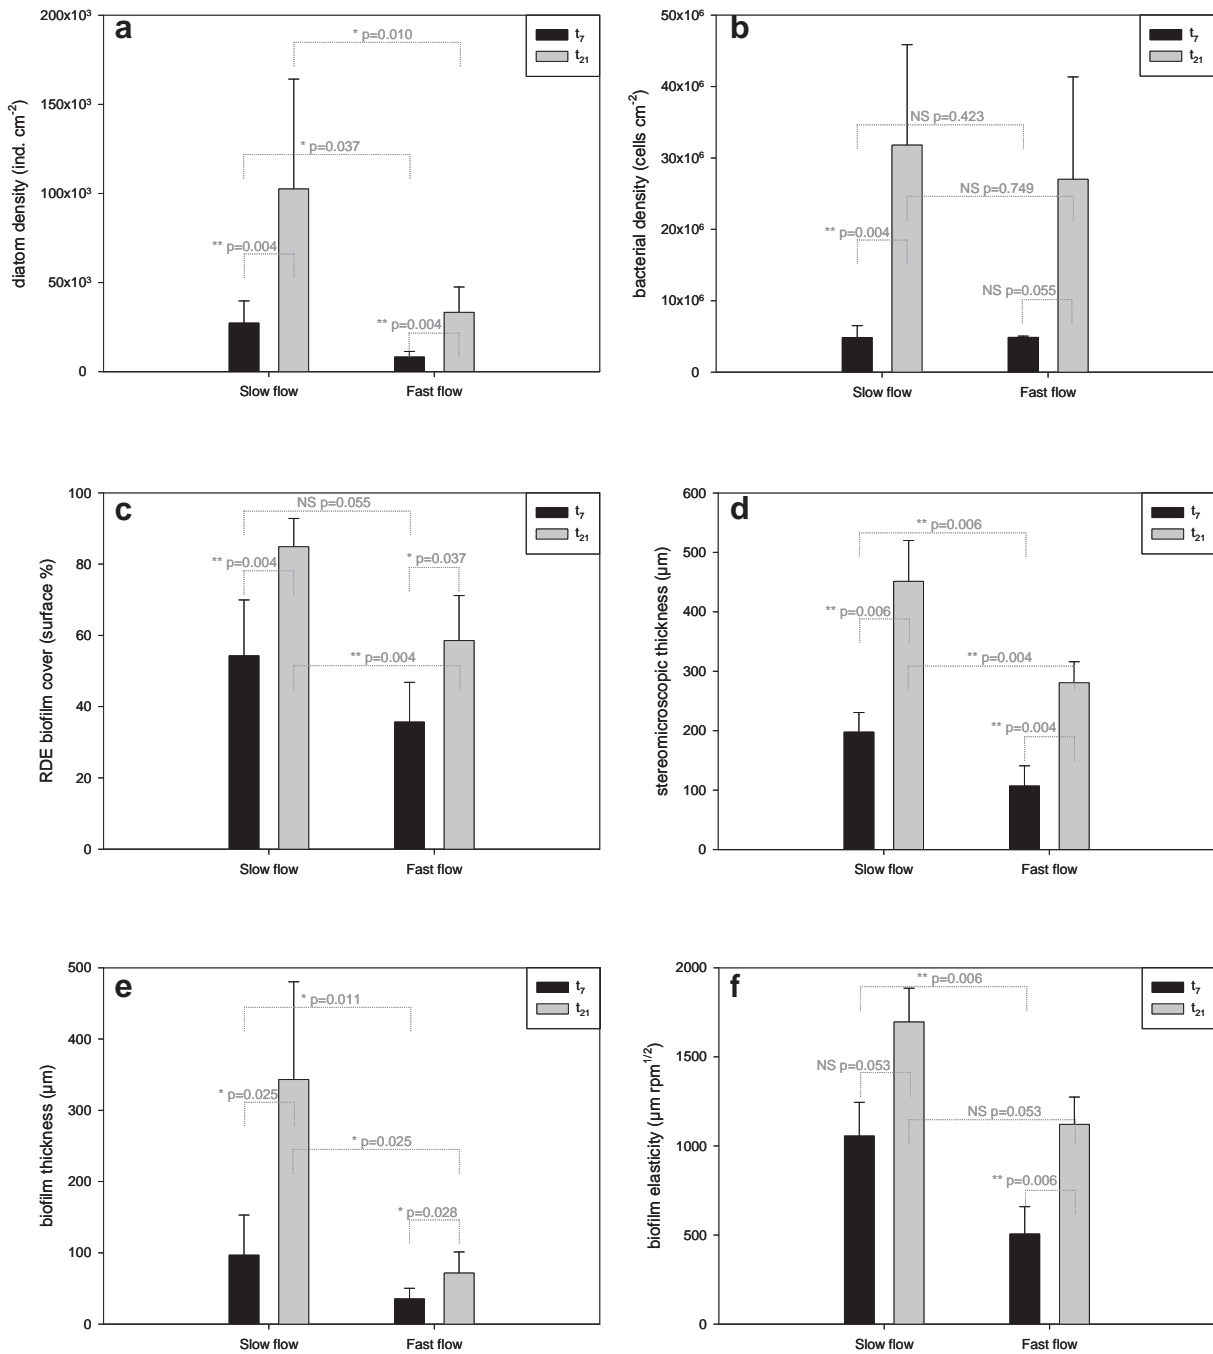 a
200x10³
150x10³
100x10³
50x10³
0
diatom density (ind. cm⁻²)
t₇
t₂₁
* p=0.010
* p=0.037
** p=0.004
** p=0.004
Slow flow
Fast flow
b
50x10⁶
40x10⁶
30x10⁶
20x10⁶
10x10⁶
0
bacterial density (cells cm⁻²)
t₇
t₂₁
NS p=0.423
NS p=0.749
** p=0.004
NS p=0.055
Slow flow
Fast flow
c
100
80
60
40
20
0
RDE biofilm cover (surface %)
t₇
t₂₁
NS p=0.055
** p=0.004
* p=0.037
** p=0.004
Slow flow
Fast flow
d
600
500
400
300
200
100
0
stereomicroscopic thickness (µm)
t₇
t₂₁
** p=0.006
** p=0.006
** p=0.004
** p=0.004
Slow flow
Fast flow
e
500
400
300
200
100
0
biofilm thickness (µm)
t₇
t₂₁
* p=0.011
* p=0.025
* p=0.025
* p=0.028
Slow flow
Fast flow
f
2000
1500
1000
500
0
biofilm elasticity (µm rpm¹ᐟ²)
t₇
t₂₁
** p=0.006
NS p=0.053
NS p=0.053
** p=0.006
Slow flow
Fast flow